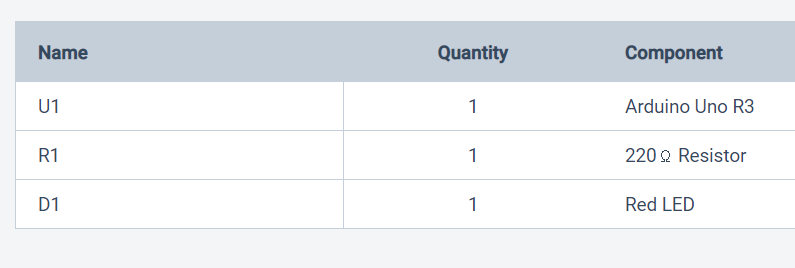 Name Quantity Component
U1 1 Arduino Uno R3
R1 1 220 Ω Resistor
D1 1 Red LED